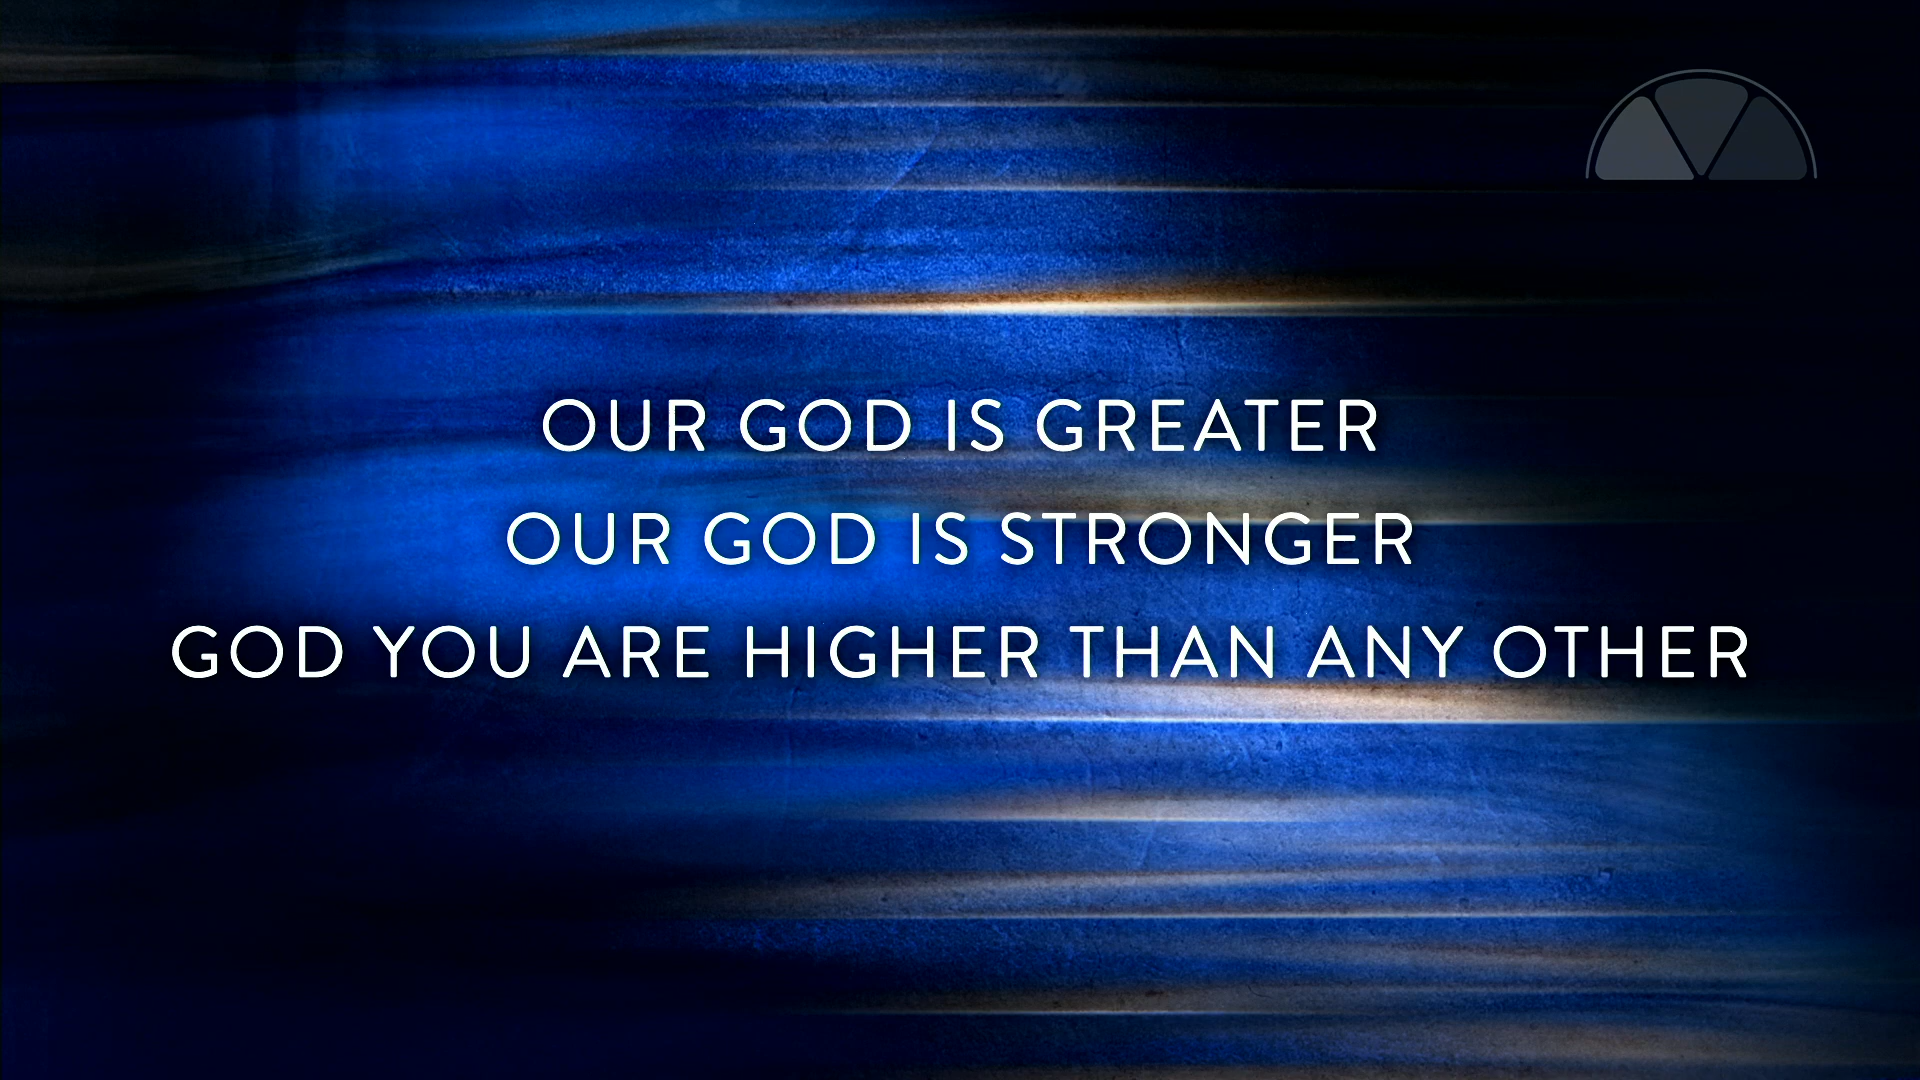 OUR GOD IS GREATER
OUR GOD IS STRONGER
GOD YOU ARE HIGHER THAN ANY OTHER